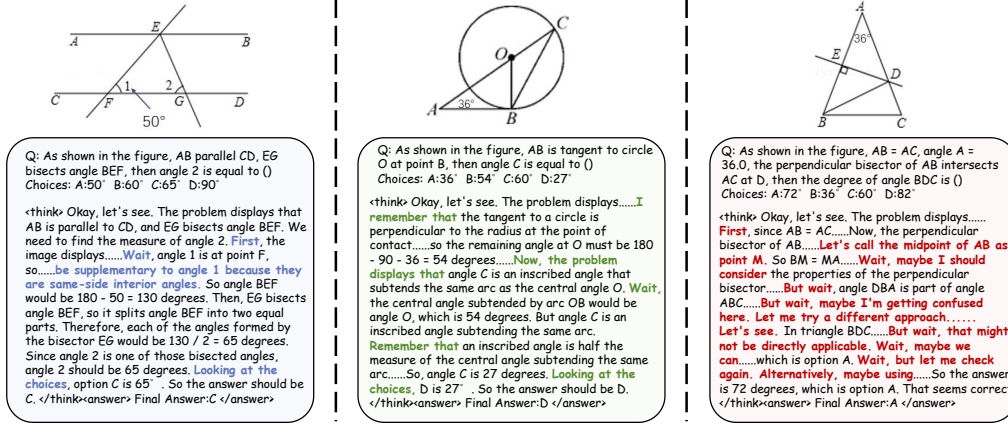 E
A
B
1
2
C
F
G
D
50°
Q: As shown in the figure, AB parallel CD, EG
bisects angle BEF, then angle 2 is equal to ()
Choices: A:50° B:60° C:65° D:90°
<think> Okay, let's see. The problem displays that
AB is parallel to CD, and EG bisects angle BEF. We
need to find the measure of angle 2. First, the
image displays......Wait, angle 1 is at point F,
so......be supplementary to angle 1 because they
are same-side interior angles. So angle BEF
would be 180 - 50 = 130 degrees. Then, EG bisects
angle BEF, so it splits angle BEF into two equal
parts. Therefore, each of the angles formed by
the bisector EG would be 130 / 2 = 65 degrees.
Since angle 2 is one of those bisected angles,
angle 2 should be 65 degrees. Looking at the
choices, option C is 65° . So the answer should be
C. </think><answer> Final Answer:C </answer>
C
O
A
36°
B
Q: As shown in the figure, AB is tangent to circle
O at point B, then angle C is equal to ()
Choices: A:36° B:54° C:60° D:27°
<think> Okay, let's see. The problem displays......I
remember that the tangent to a circle is
perpendicular to the radius at the point of
contact......so the remaining angle at O must be 180
- 90 - 36 = 54 degrees......Now, the problem
displays that angle C is an inscribed angle that
subtends the same arc as the central angle O. Wait,
the central angle subtended by arc OB would be
angle O, which is 54 degrees. But angle C is an
inscribed angle subtending the same arc.
Remember that an inscribed angle is half the
measure of the central angle subtending the same
arc......So, angle C is 27 degrees. Looking at the
choices, D is 27° . So the answer should be D.
</think><answer> Final Answer:D </answer>
A
36°
E
D
B
C
Q: As shown in the figure, AB = AC, angle A =
36.0, the perpendicular bisector of AB intersects
AC at D, then the degree of angle BDC is ()
Choices: A:72° B:36° C:60° D:82°
<think> Okay, let's see. The problem displays......
First, since AB = AC......Now, the perpendicular
bisector of AB......Let's call the midpoint of AB as
point M. So BM = MA......Wait, maybe I should
consider the properties of the perpendicular
bisector......But wait, angle DBA is part of angle
ABC......But wait, maybe I'm getting confused
here. Let me try a different approach......
Let's see. In triangle BDC......But wait, that might
not be directly applicable. Wait, maybe we
can......which is option A. Wait, but let me check
again. Alternatively, maybe using......So the answer
is 72 degrees, which is option A. That seems correc
</think><answer> Final Answer:A </answer>